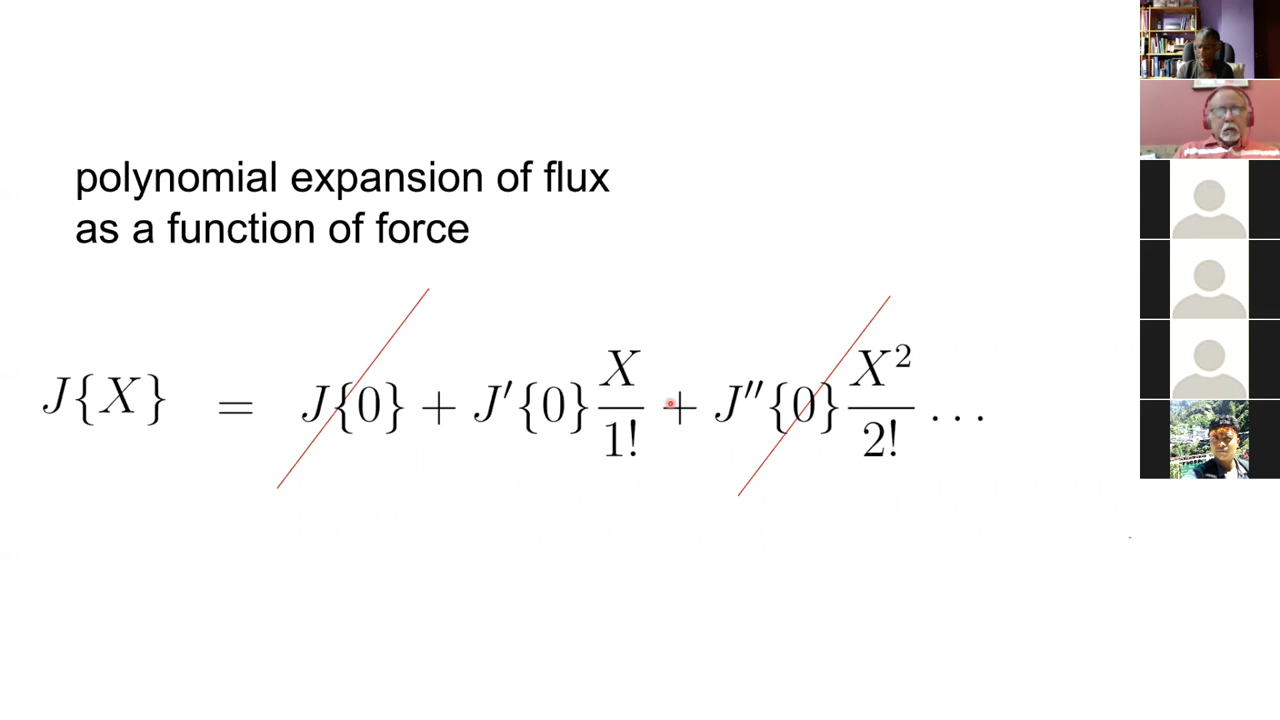 polynomial expansion of flux
as a function of force
J{X} = J{0} + J′{0} X/1! + J″{0} X²/2! ...